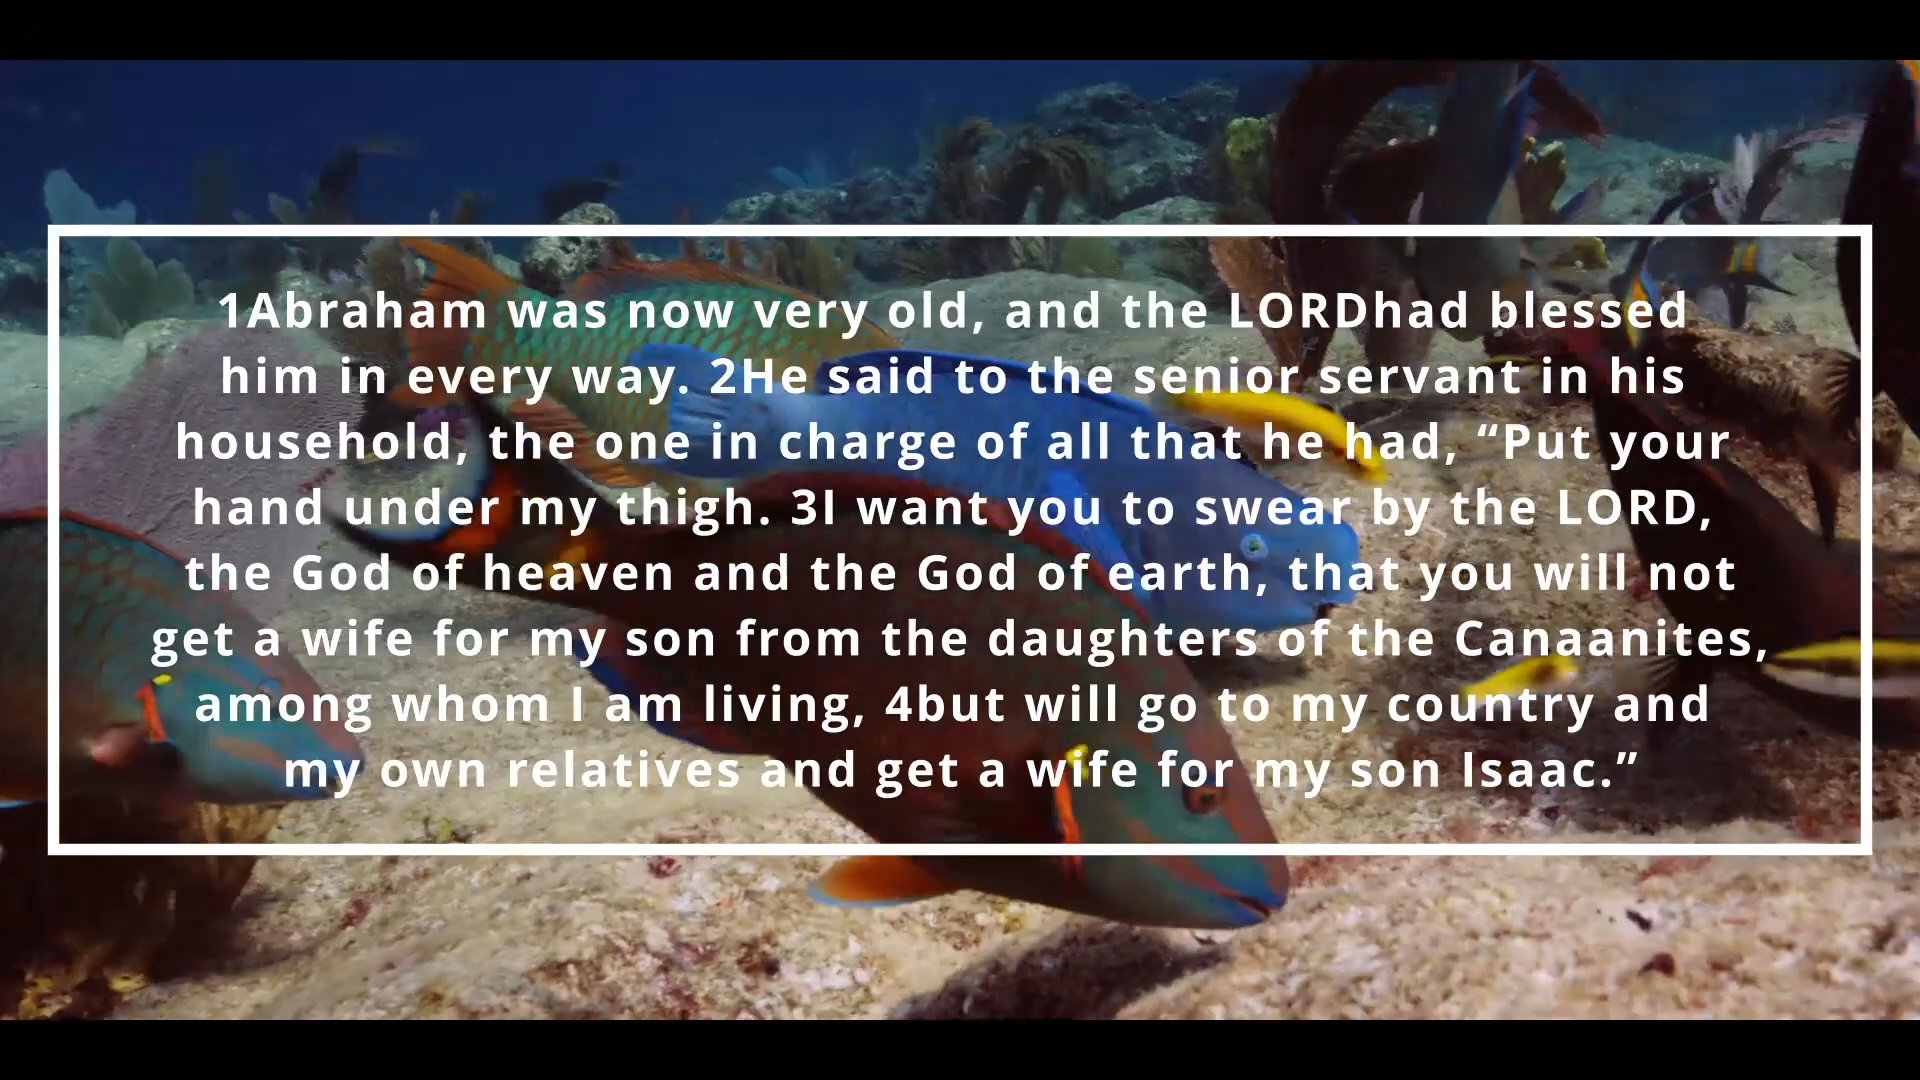 1Abraham was now very old, and the LORDhad blessed
him in every way. 2He said to the senior servant in his
household, the one in charge of all that he had, “Put your
hand under my thigh. 3I want you to swear by the LORD,
the God of heaven and the God of earth, that you will not
get a wife for my son from the daughters of the Canaanites,
among whom I am living, 4but will go to my country and
my own relatives and get a wife for my son Isaac.”